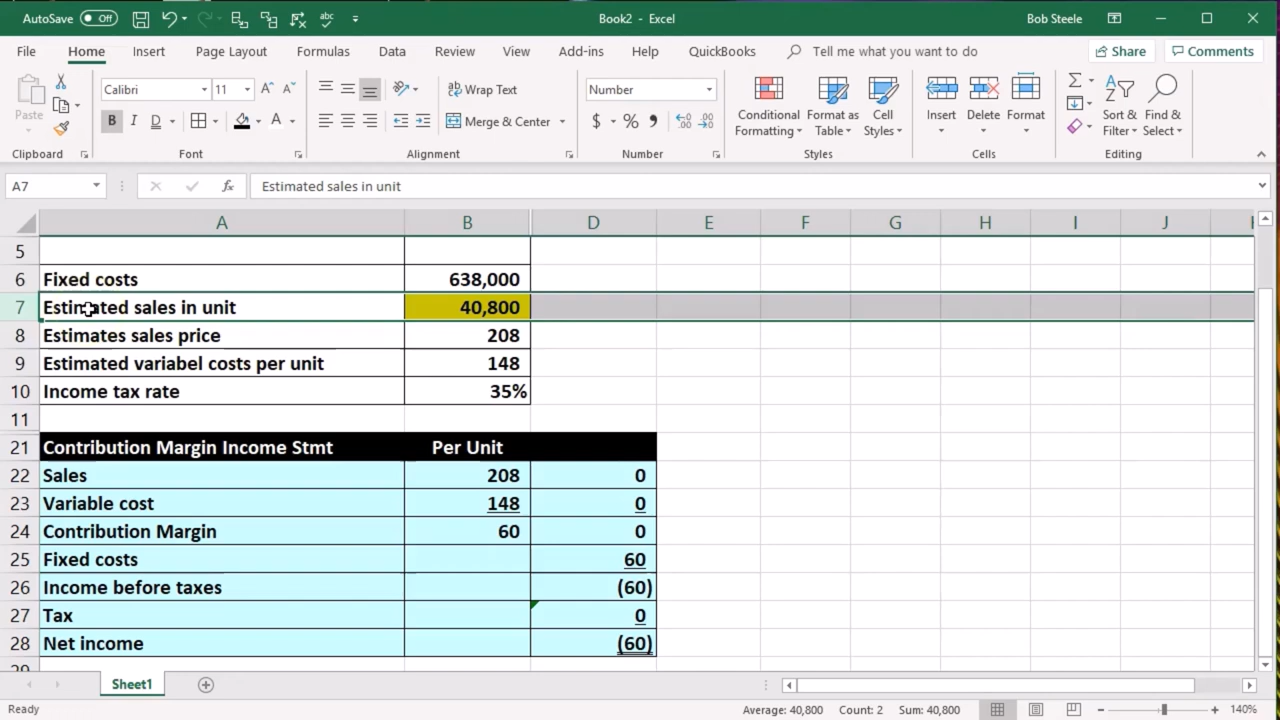 AutoSave Off Book2 - Excel Bob Steele
File Home Insert Page Layout Formulas Data Review View Add-ins Help QuickBooks Tell me what you want to do Share Comments
Paste Calibri 11 Wrap Text Merge & Center Number Conditional Formatting Format as Table Cell Styles Insert Delete Format Sort & Filter Find & Select
Clipboard Font Alignment Number Styles Cells Editing
A7 Estimated sales in unit
A B D E F G H I J
5
6 Fixed costs 638,000
7 Estimated sales in unit 40,800
8 Estimates sales price 208
9 Estimated variabel costs per unit 148
10 Income tax rate 35%
11
21 Contribution Margin Income Stmt Per Unit
22 Sales 208 0
23 Variable cost 148 0
24 Contribution Margin 60 0
25 Fixed costs 60
26 Income before taxes (60)
27 Tax 0
28 Net income (60)
29
Sheet1
Ready Average: 40,800 Count: 2 Sum: 40,800 140%